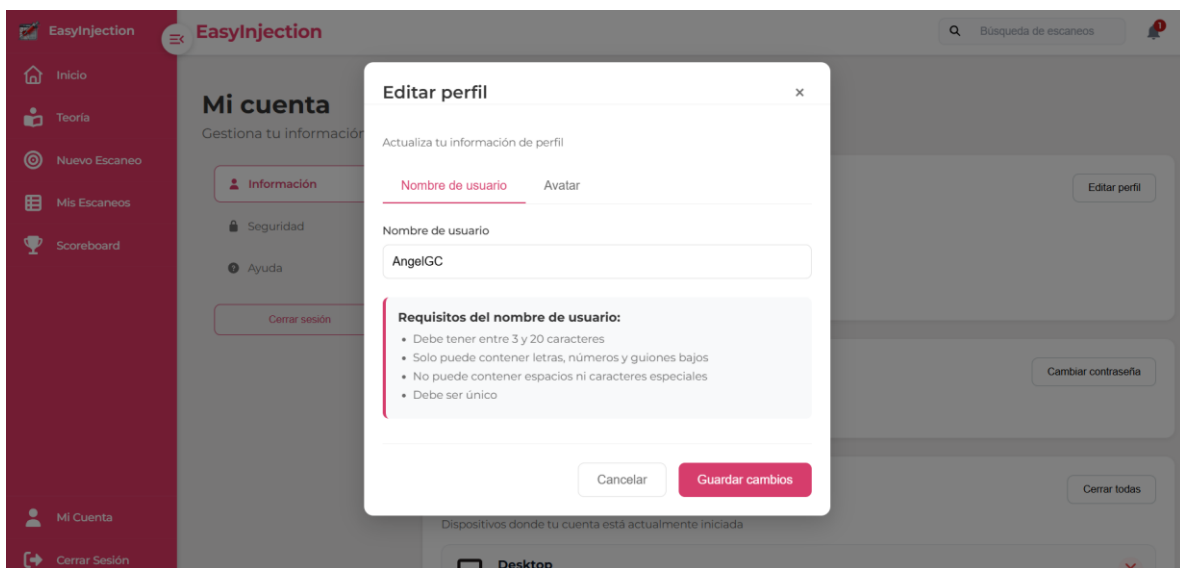 EasyInjection
EasyInjection
Búsqueda de escaneos
1
Inicio
Teoría
Nuevo Escaneo
Mis Escaneos
Scoreboard
Mi Cuenta
Cerrar Sesión
Mi cuenta
Gestiona tu información
Información
Seguridad
Ayuda
Cerrar sesión
Editar perfil
×
Actualiza tu información de perfil
Nombre de usuario
Avatar
Nombre de usuario
AngelGC
Requisitos del nombre de usuario:
• Debe tener entre 3 y 20 caracteres
• Solo puede contener letras, números y guiones bajos
• No puede contener espacios ni caracteres especiales
• Debe ser único
Cancelar
Guardar cambios
Editar perfil
Cambiar contraseña
Cerrar todas
Dispositivos donde tu cuenta está actualmente iniciada
Desktop